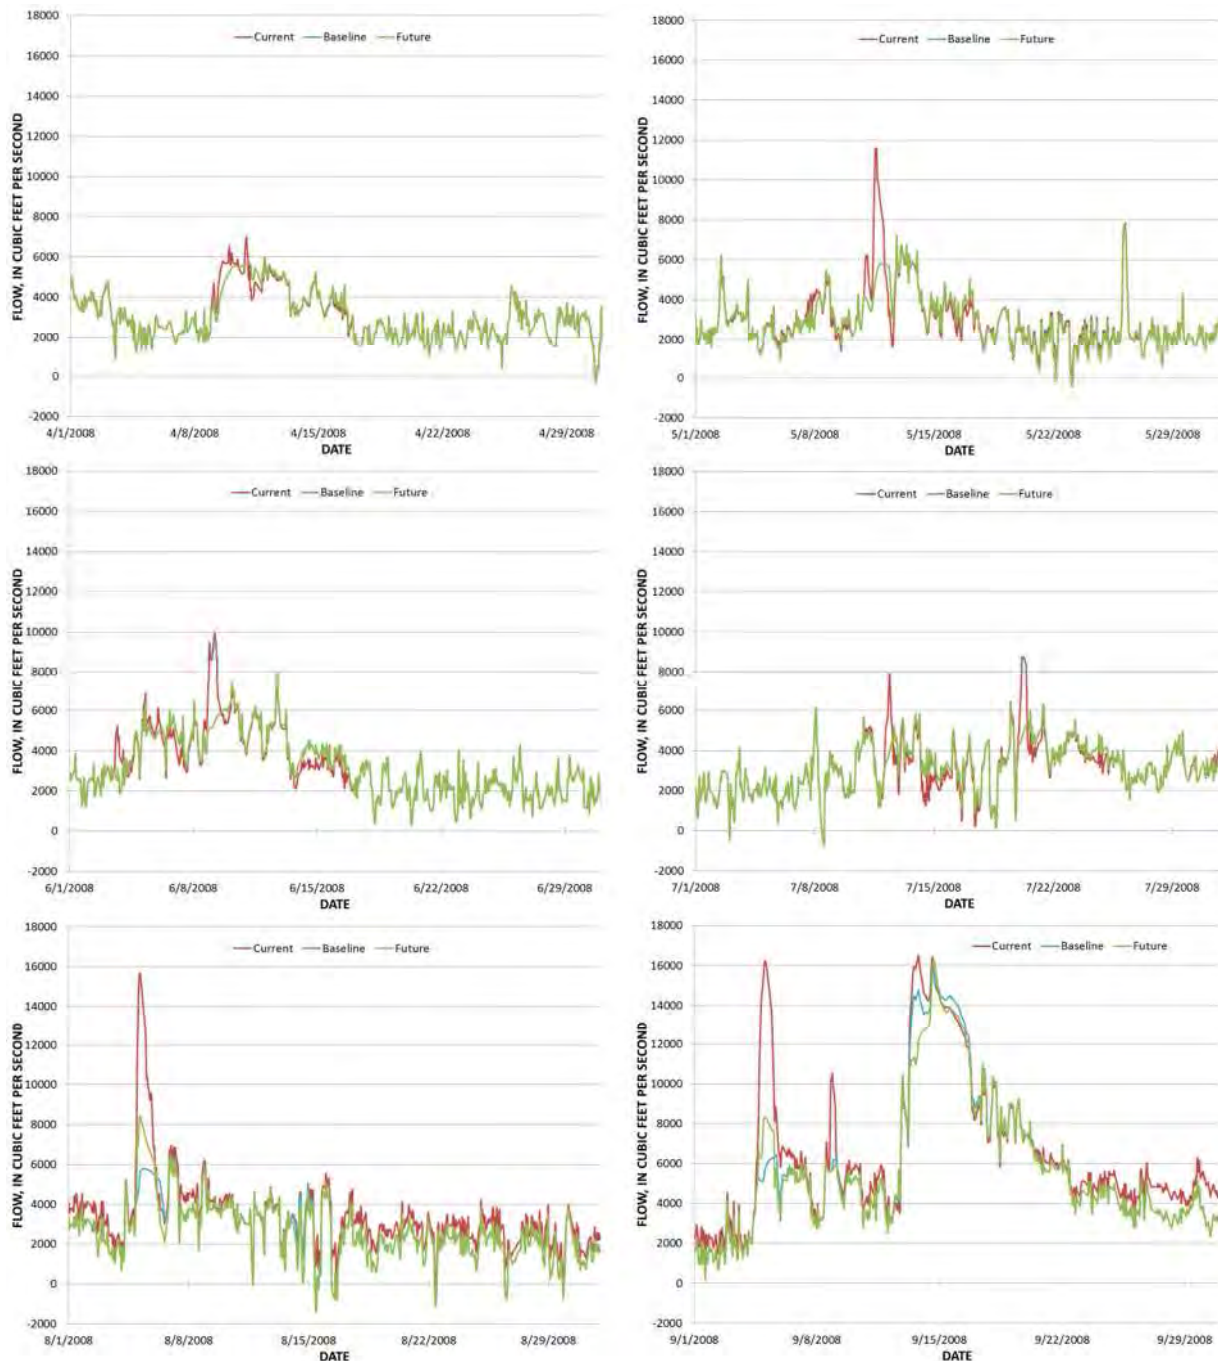 18000
16000
14000
12000
10000
8000
6000
4000
2000
0
-2000
FLOW, IN CUBIC FEET PER SECOND
Current Baseline Future
4/1/2008 4/8/2008 4/15/2008 4/22/2008 4/29/2008
DATE
18000
16000
14000
12000
10000
8000
6000
4000
2000
0
-2000
FLOW, IN CUBIC FEET PER SECOND
Current Baseline Future
5/1/2008 5/8/2008 5/15/2008 5/22/2008 5/29/2008
DATE
18000
16000
14000
12000
10000
8000
6000
4000
2000
0
-2000
FLOW, IN CUBIC FEET PER SECOND
Current Baseline Future
6/1/2008 6/8/2008 6/15/2008 6/22/2008 6/29/2008
DATE
18000
16000
14000
12000
10000
8000
6000
4000
2000
0
-2000
FLOW, IN CUBIC FEET PER SECOND
Current Baseline Future
7/1/2008 7/8/2008 7/15/2008 7/22/2008 7/29/2008
DATE
18000
16000
14000
12000
10000
8000
6000
4000
2000
0
-2000
FLOW, IN CUBIC FEET PER SECOND
Current Baseline Future
8/1/2008 8/8/2008 8/15/2008 8/22/2008 8/29/2008
DATE
18000
16000
14000
12000
10000
8000
6000
4000
2000
0
-2000
FLOW, IN CUBIC FEET PER SECOND
Current Baseline Future
9/1/2008 9/8/2008 9/15/2008 9/22/2008 9/29/2008
DATE